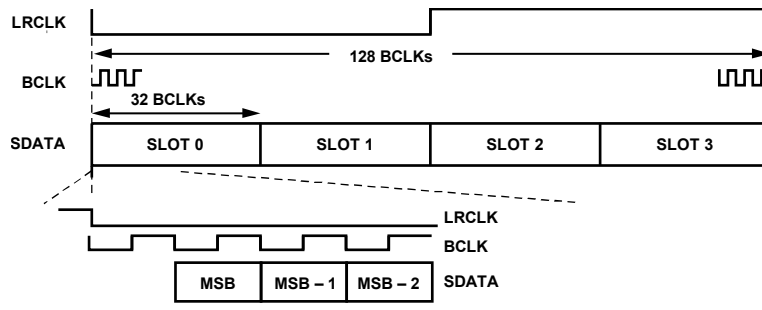 LRCLK
128 BCLKs
BCLK
32 BCLKs
SDATA SLOT 0 SLOT 1 SLOT 2 SLOT 3
LRCLK
BCLK
MSB MSB – 1 MSB – 2 SDATA